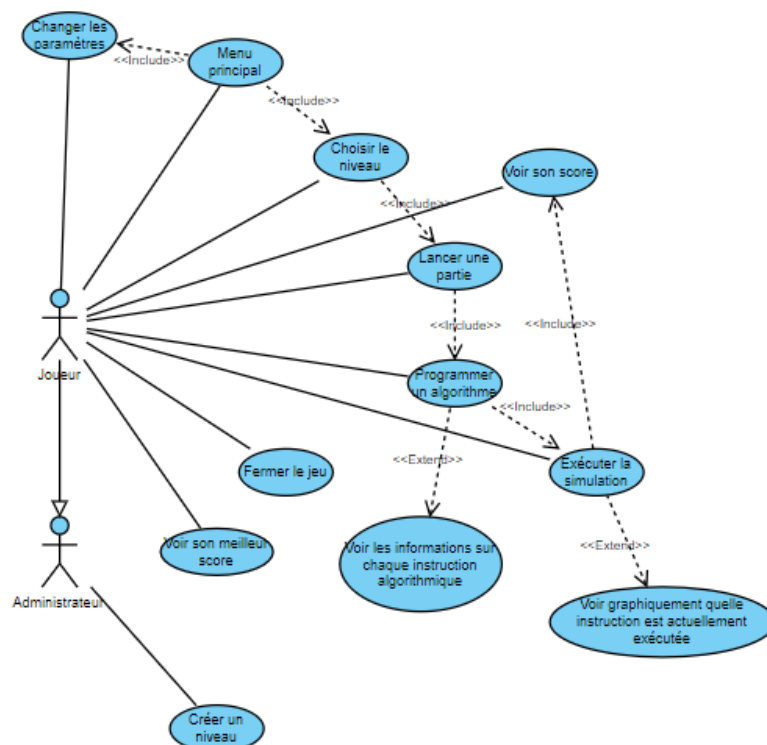 Changer les
paramètres
<<Include>>
Menu
principal
<<Include>>
Choisir le
niveau
Voir son score
<<Include>>
Lancer une
partie
<<Include>>
<<Include>>
Joueur
Programmer
un algorithme
<<Include>>
<<Extend>>
Fermer le jeu
Exécuter la
simulation
Voir son meilleur
score
Voir les informations sur
chaque instruction
algorithmique
<<Extend>>
Administrateur
Voir graphiquement quelle
instruction est actuellement
exécutée
Créer un
niveau